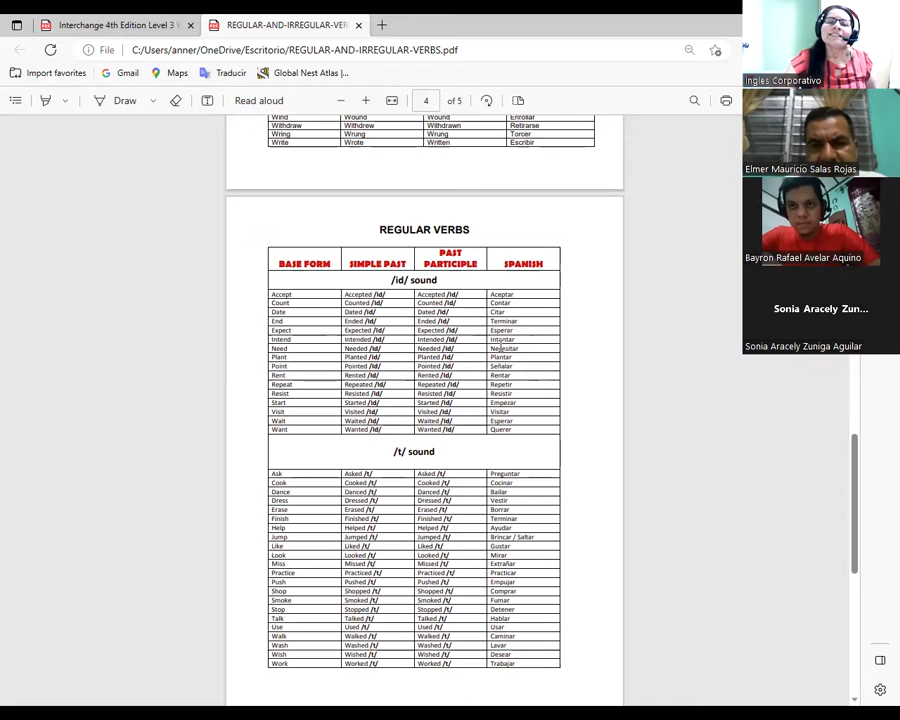 Interchange 4th Edition Level 3
REGULAR-AND-IRREGULAR-VER
File
C:/Users/anner/OneDrive/Escritorio/REGULAR-AND-IRREGULAR-VERBS.pdf
Import favorites
Gmail
Maps
Traducir
Global Nest Atlas |...
Draw
Read aloud
4
of 5
Wind Wound Wound Enrollar
Withdraw Withdrew Withdrawn Retirarse
Wring Wrung Wrung Torcer
Write Wrote Written Escribir
REGULAR VERBS
BASE FORM SIMPLE PAST PAST PARTICIPLE SPANISH
/id/ sound
Accept Accepted /id/ Accepted /id/ Aceptar
Count Counted /id/ Counted /id/ Contar
Date Dated /id/ Dated /id/ Citar
End Ended /id/ Ended /id/ Terminar
Expect Expected /id/ Expected /id/ Esperar
Intend Intended /id/ Intended /id/ Intentar
Need Needed /id/ Needed /id/ Necesitar
Plant Planted /id/ Planted /id/ Plantar
Point Pointed /id/ Pointed /id/ Señalar
Rent Rented /id/ Rented /id/ Rentar
Repeat Repeated /id/ Repeated /id/ Repetir
Resist Resisted /id/ Resisted /id/ Resistir
Start Started /id/ Started /id/ Empezar
Visit Visited /id/ Visited /id/ Visitar
Wait Waited /id/ Waited /id/ Esperar
Want Wanted /id/ Wanted /id/ Querer
/t/ sound
Ask Asked /t/ Asked /t/ Preguntar
Cook Cooked /t/ Cooked /t/ Cocinar
Dance Danced /t/ Danced /t/ Bailar
Dress Dressed /t/ Dressed /t/ Vestir
Erase Erased /t/ Erased /t/ Borrar
Finish Finished /t/ Finished /t/ Terminar
Help Helped /t/ Helped /t/ Ayudar
Jump Jumped /t/ Jumped /t/ Brincar / Saltar
Like Liked /t/ Liked /t/ Gustar
Look Looked /t/ Looked /t/ Mirar
Miss Missed /t/ Missed /t/ Extrañar
Practice Practiced /t/ Practiced /t/ Practicar
Push Pushed /t/ Pushed /t/ Empujar
Shop Shopped /t/ Shopped /t/ Comprar
Smoke Smoked /t/ Smoked /t/ Fumar
Stop Stopped /t/ Stopped /t/ Detener
Talk Talked /t/ Talked /t/ Hablar
Use Used /t/ Used /t/ Usar
Walk Walked /t/ Walked /t/ Caminar
Wash Washed /t/ Washed /t/ Lavar
Wish Wished /t/ Wished /t/ Desear
Work Worked /t/ Worked /t/ Trabajar
Ingles Corporativo
Elmer Mauricio Salas Rojas
Bayron Rafael Avelar Aquino
Sonia Aracely Zun...
Sonia Aracely Zuniga Aguilar